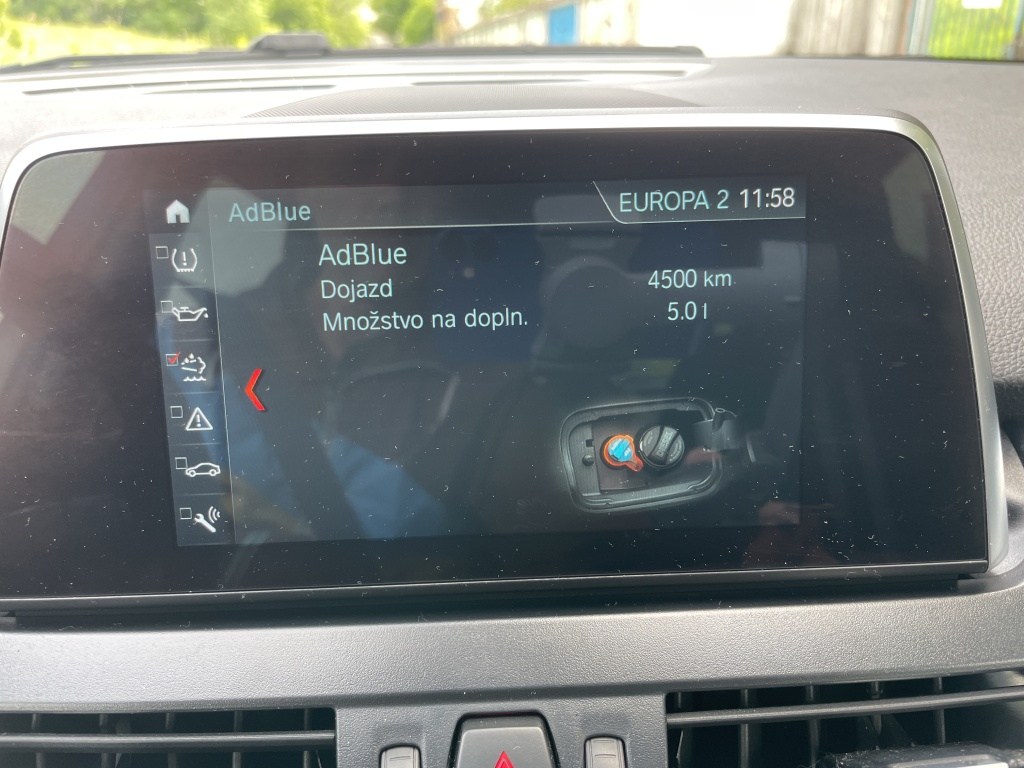 AdBlue
EUROPA 2 11:58
AdBlue
Dojazd 4500 km
Množstvo na dopln. 5.0 l